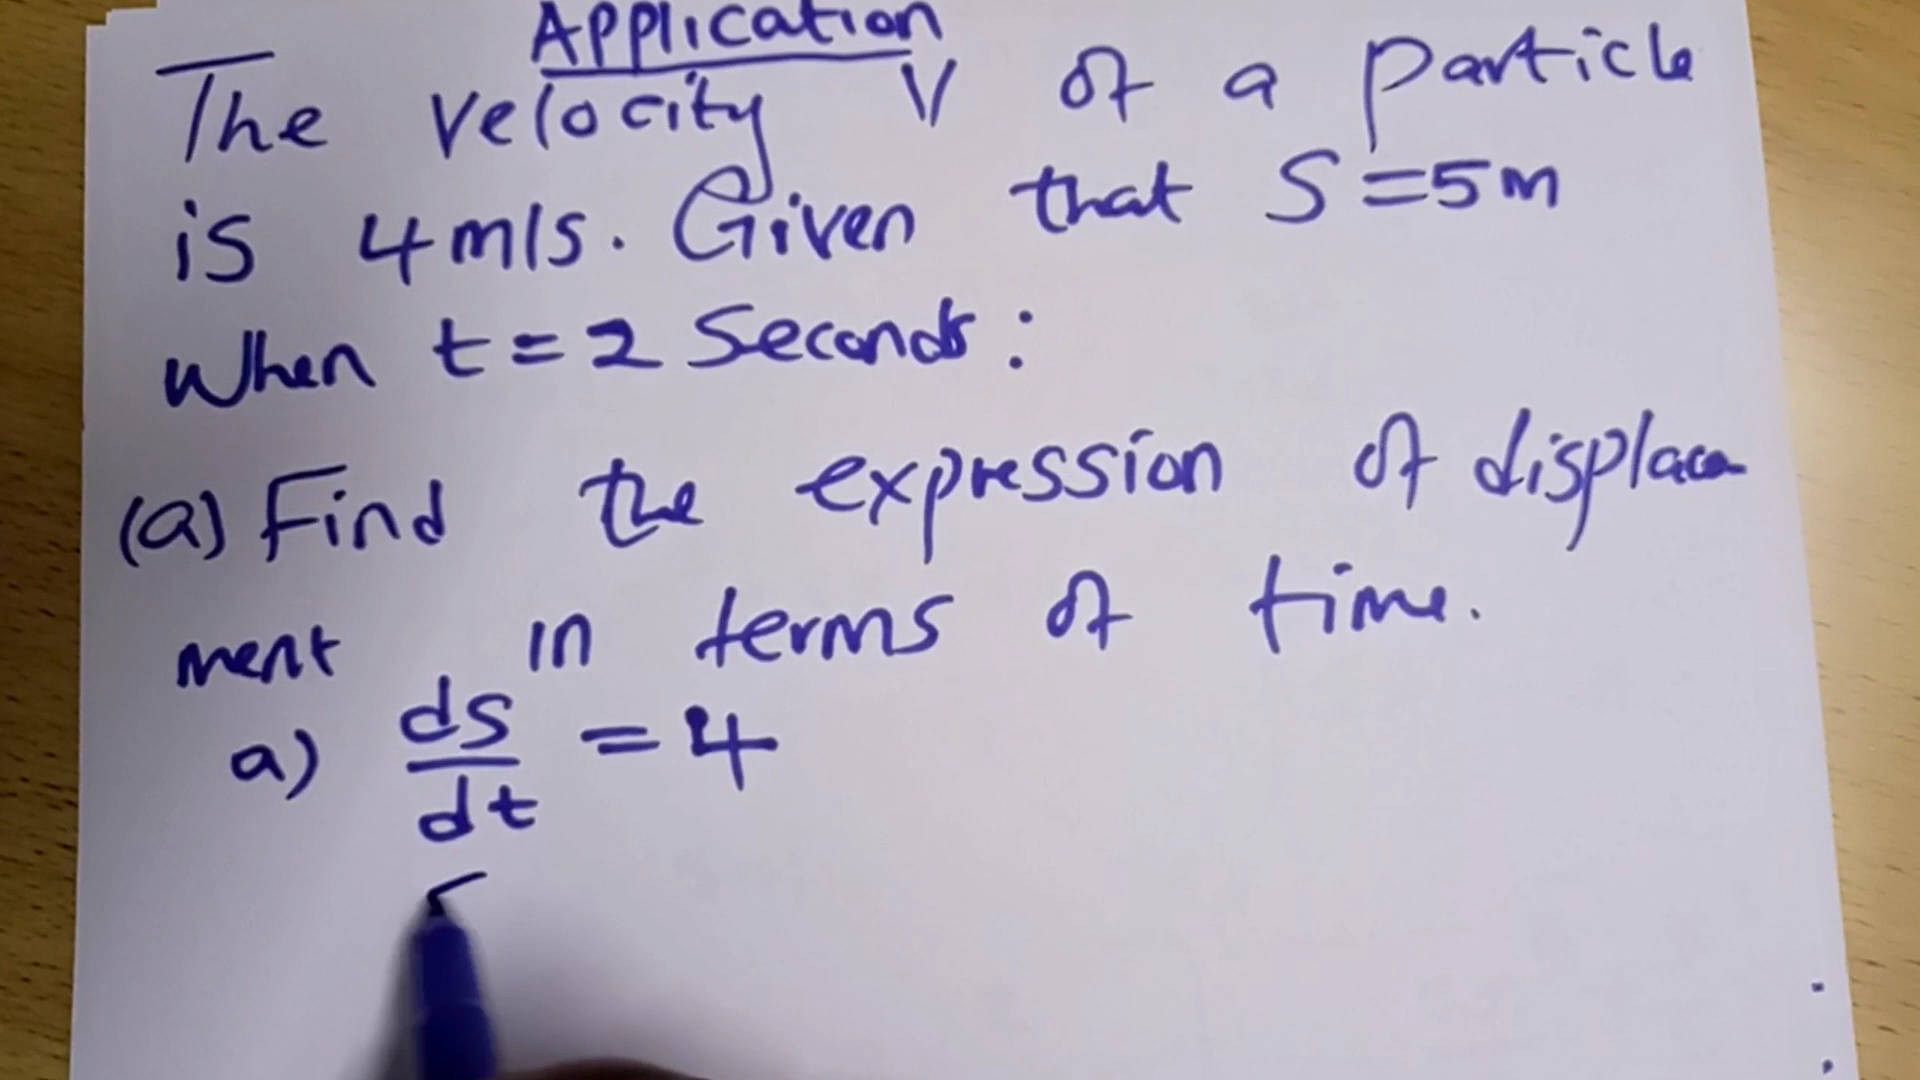 Application
The velocity V of a particle
is 4m/s. Given that S=5m
When t=2 Seconds:
(a) Find the expression of displace
ment in terms of time.
a) ds/dt = 4